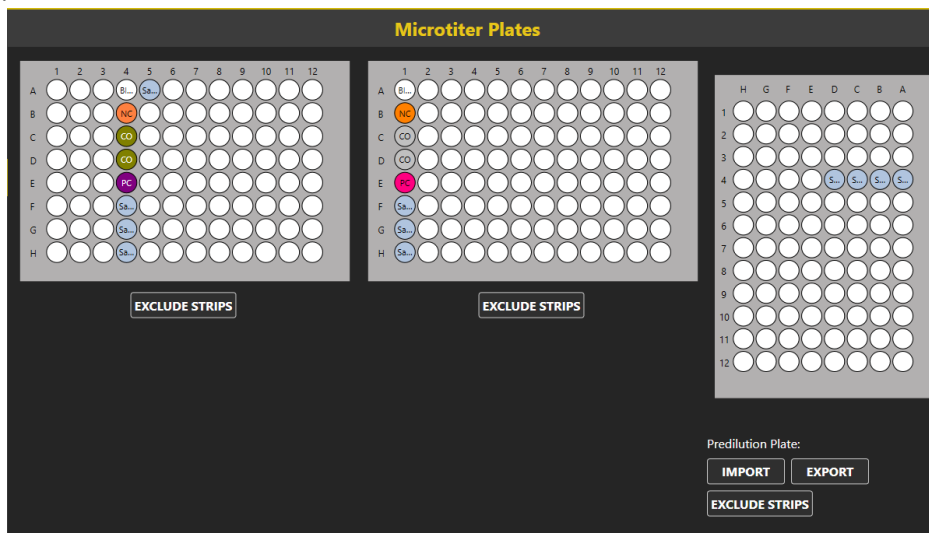 Microtiter Plates
1 2 3 4 5 6 7 8 9 10 11 12
A Bl... Sa...
B NC
C CO
D CO
E PC
F Sa...
G Sa...
H Sa...
EXCLUDE STRIPS
1 2 3 4 5 6 7 8 9 10 11 12
A Bl...
B NC
C CO
D CO
E PC
F Sa...
G Sa...
H Sa...
EXCLUDE STRIPS
H G F E D C B A
1
2
3
4 S... S... S... S...
5
6
7
8
9
10
11
12
Predilution Plate:
IMPORT EXPORT
EXCLUDE STRIPS